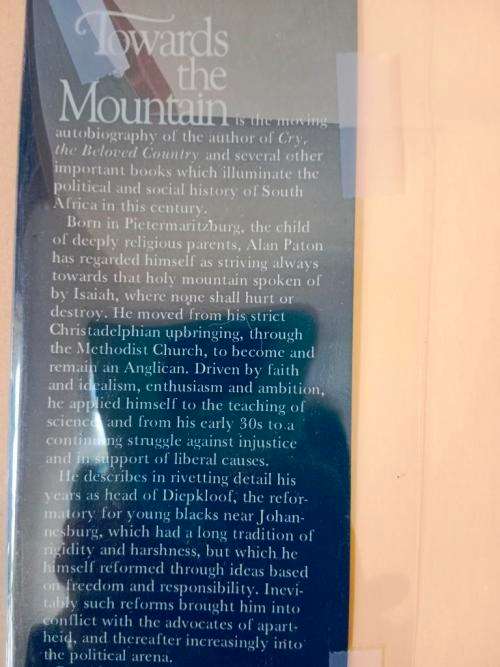 Towards
the
Mountain is the moving
autobiography of the author of Cry,
the Beloved Country and several other
important books which illuminate the
political and social history of South
Africa in this century.
Born in Pietermaritzburg, the child
of deeply religious parents, Alan Paton
has regarded himself as striving always
towards that holy mountain spoken of
by Isaiah, where none shall hurt or
destroy. He moved from his strict
Christadelphian upbringing, through
the Methodist Church, to become and
remain an Anglican. Driven by faith
and idealism, enthusiasm and ambition,
he applied himself to the teaching of
science and from his early 30s to a
continuing struggle against injustice
and in support of liberal causes.
He describes in rivetting detail his
years as head of Diepkloof, the refor-
matory for young blacks near Johan-
nesburg, which had a long tradition of
rigidity and harshness, but which he
himself reformed through ideas based
on freedom and responsibility. Inevi-
tably such reforms brought him into
conflict with the advocates of apart-
heid, and thereafter increasingly into
the political arena.